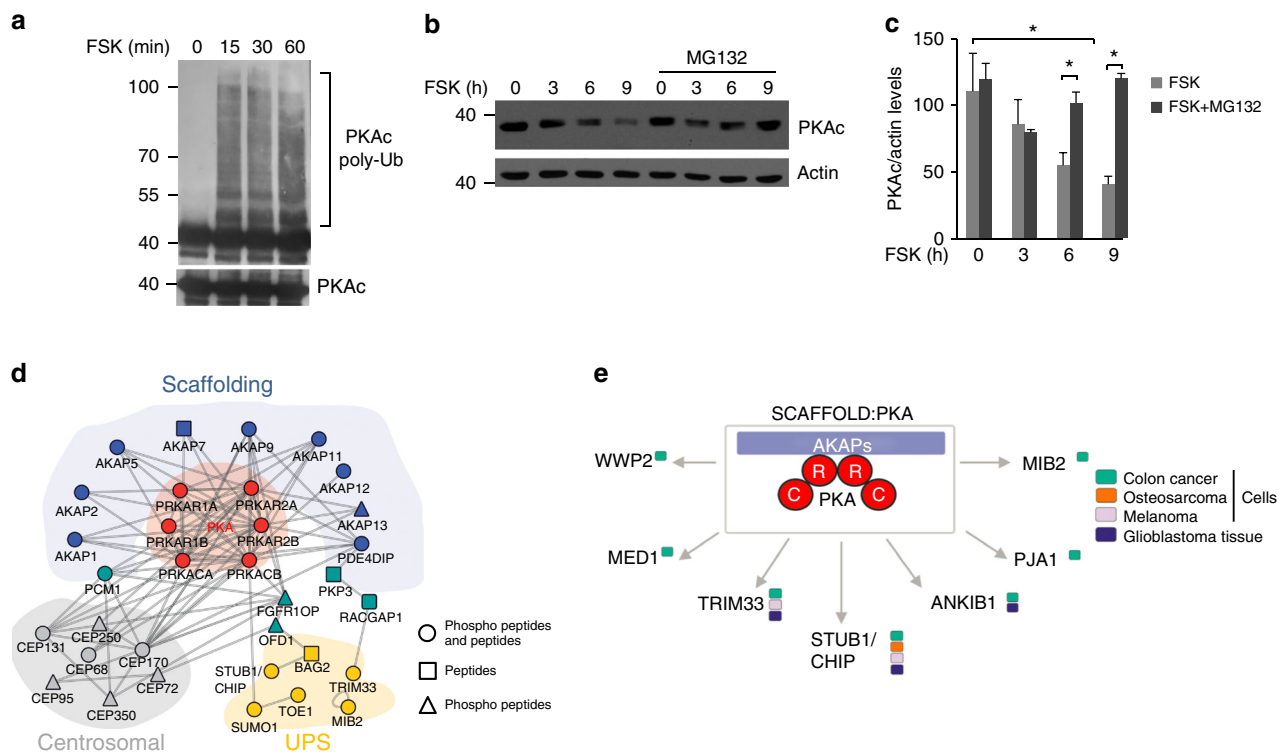 a
FSK (min) 0 15 30 60
100
70
55
40
40
PKAc
poly-Ub
PKAc
b
MG132
FSK (h) 0 3 6 9 0 3 6 9
40
PKAc
40
Actin
c
150
100
50
0
PKAc/actin levels
*
*
*
FSK
FSK+MG132
FSK (h) 0 3 6 9
d
Scaffolding
AKAP7
AKAP9
AKAP5
AKAP11
AKAP12
AKAP2
PRKAR1A
PRKAR2A
AKAP13
PKA
PRKAR1B
PRKAR2B
AKAP1
PDE4DIP
PRKACA
PRKACB
PCM1
PKP3
FGFR1OP
RACGAP1
CEP250
OFD1
CEP131
CEP170
CEP68
BAG2
STUB1/
CHIP
TRIM33
CEP95
CEP72
TOE1
CEP350
SUMO1
MIB2
Centrosomal
UPS
Phospho peptides
and peptides
Peptides
Phospho peptides
e
SCAFFOLD:PKA
AKAPs
R R
C PKA C
WWP2
MIB2
MED1
PJA1
TRIM33
ANKIB1
STUB1/
CHIP
Colon cancer
Osteosarcoma
Melanoma
Cells
Glioblastoma tissue